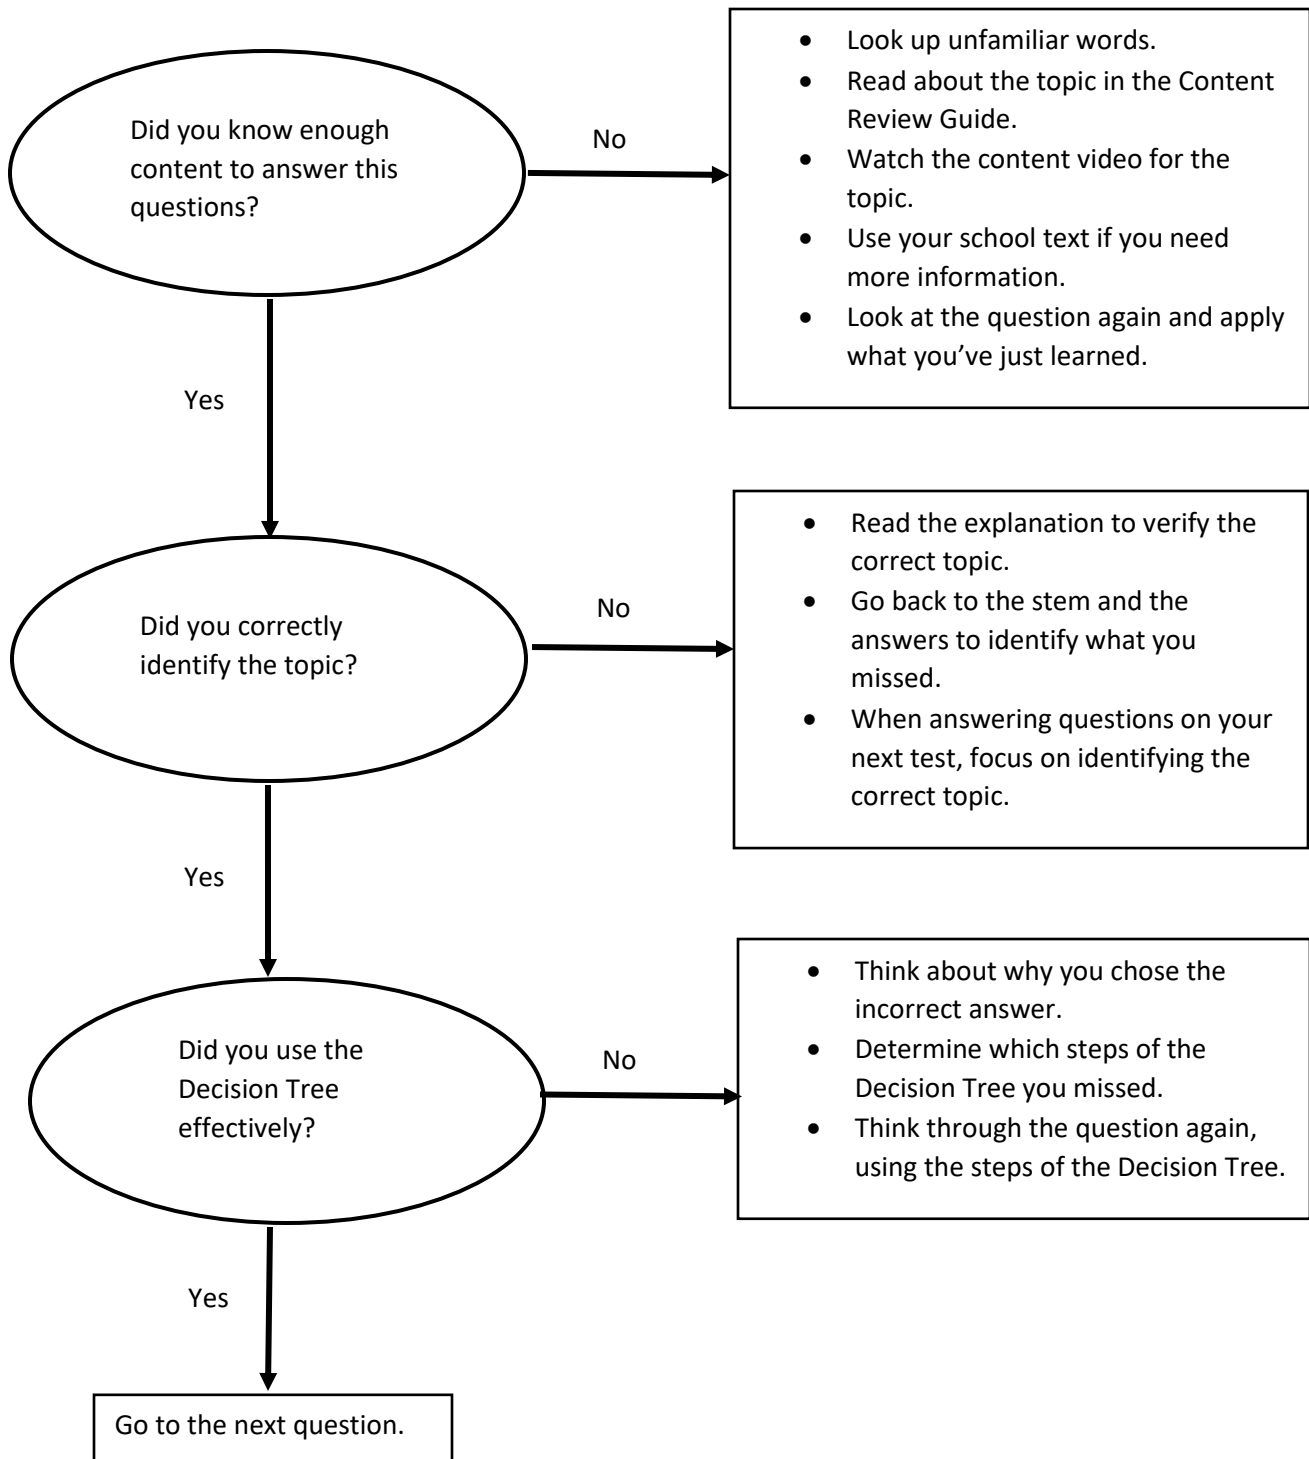 Did you know enough
content to answer this
questions?
No
• Look up unfamiliar words.
• Read about the topic in the Content
Review Guide.
• Watch the content video for the
topic.
• Use your school text if you need
more information.
• Look at the question again and apply
what you’ve just learned.
Yes
Did you correctly
identify the topic?
No
• Read the explanation to verify the
correct topic.
• Go back to the stem and the
answers to identify what you
missed.
• When answering questions on your
next test, focus on identifying the
correct topic.
Yes
Did you use the
Decision Tree
effectively?
No
• Think about why you chose the
incorrect answer.
• Determine which steps of the
Decision Tree you missed.
• Think through the question again,
using the steps of the Decision Tree.
Yes
Go to the next question.